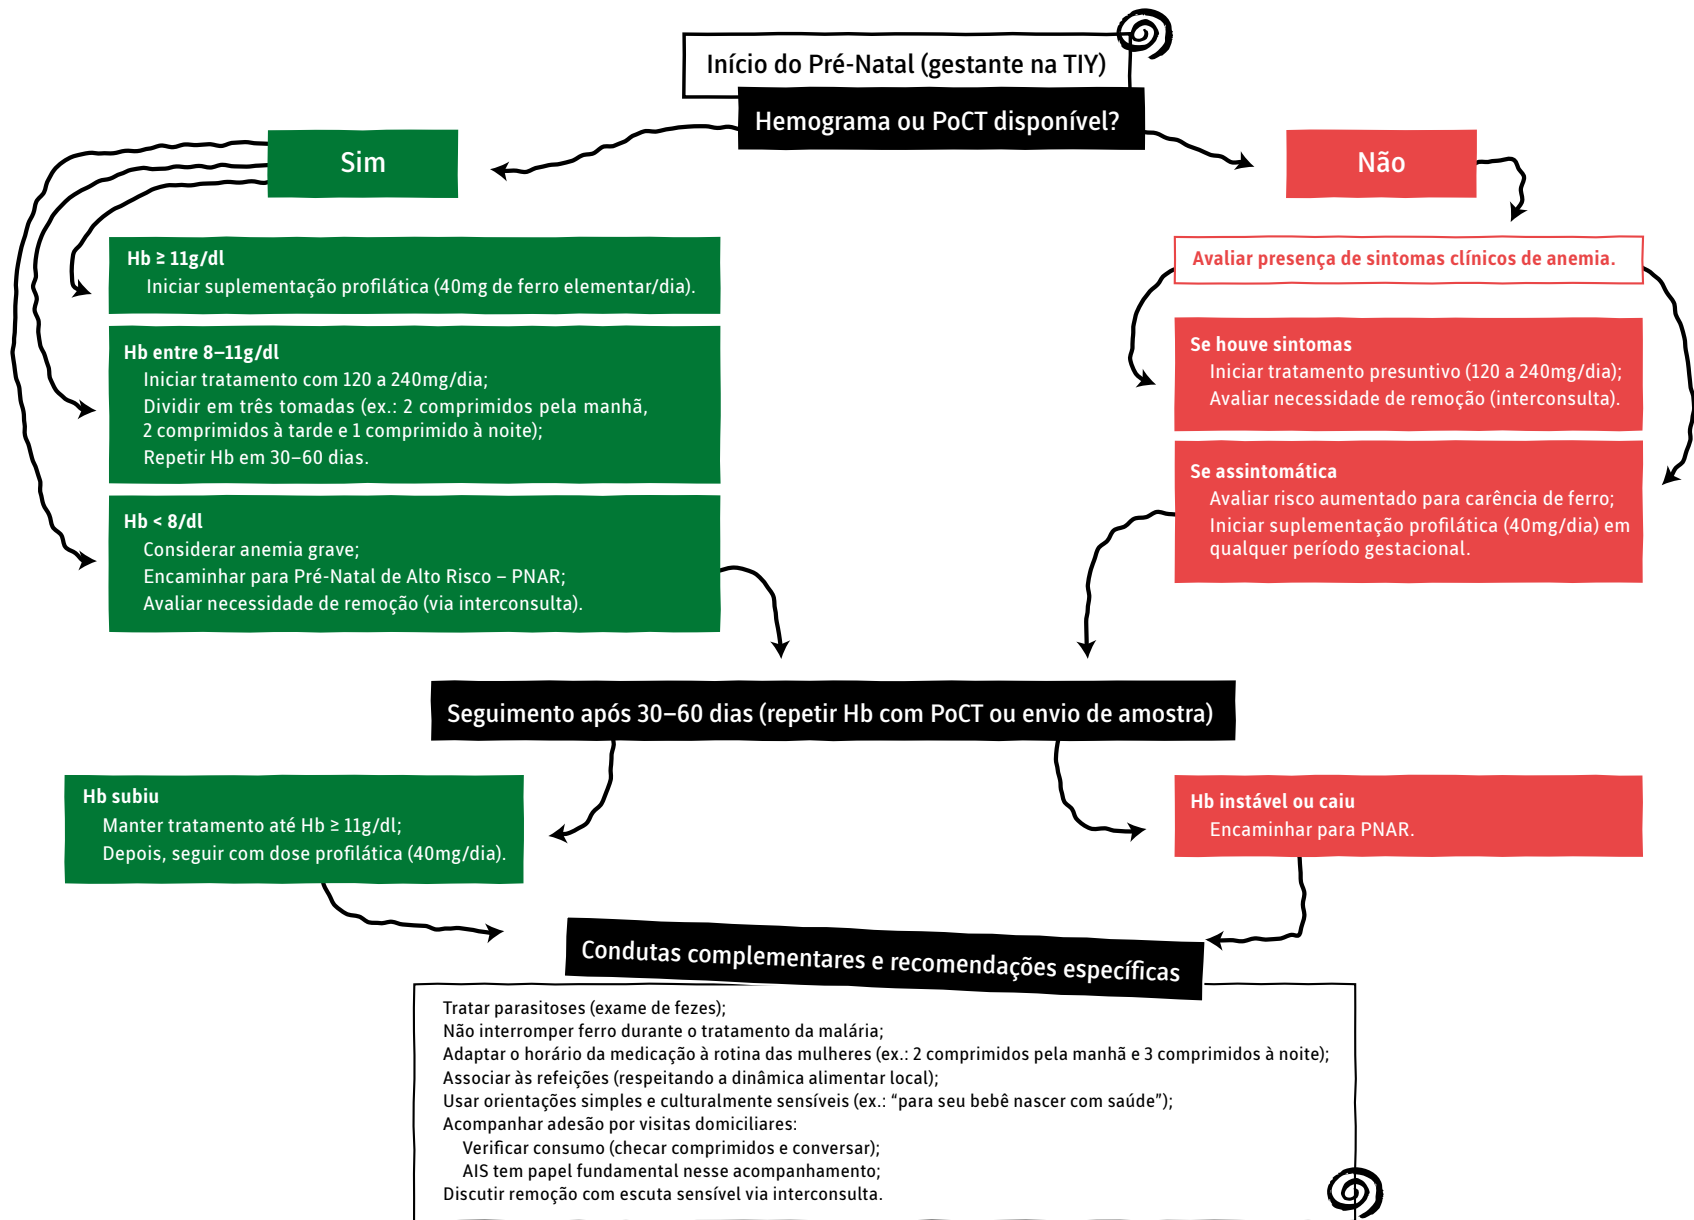 Início do Pré-Natal (gestante na TIY)
Hemograma ou PoCT disponível?
Sim
Hb ≥ 11g/dl
Iniciar suplementação profilática (40mg de ferro elementar/dia).
Hb entre 8–11g/dl
Iniciar tratamento com 120 a 240mg/dia;
Dividir em três tomadas (ex.: 2 comprimidos pela manhã,
2 comprimidos à tarde e 1 comprimido à noite);
Repetir Hb em 30–60 dias.
Hb < 8/dl
Considerar anemia grave;
Encaminhar para Pré-Natal de Alto Risco – PNAR;
Avaliar necessidade de remoção (via interconsulta).
Não
Avaliar presença de sintomas clínicos de anemia.
Se houve sintomas
Iniciar tratamento presuntivo (120 a 240mg/dia);
Avaliar necessidade de remoção (interconsulta).
Se assintomática
Avaliar risco aumentado para carência de ferro;
Iniciar suplementação profilática (40mg/dia) em
qualquer período gestacional.
Seguimento após 30–60 dias (repetir Hb com PoCT ou envio de amostra)
Hb subiu
Manter tratamento até Hb ≥ 11g/dl;
Depois, seguir com dose profilática (40mg/dia).
Hb instável ou caiu
Encaminhar para PNAR.
Condutas complementares e recomendações específicas
Tratar parasitoses (exame de fezes);
Não interromper ferro durante o tratamento da malária;
Adaptar o horário da medicação à rotina das mulheres (ex.: 2 comprimidos pela manhã e 3 comprimidos à noite);
Associar às refeições (respeitando a dinâmica alimentar local);
Usar orientações simples e culturalmente sensíveis (ex.: “para seu bebê nascer com saúde”);
Acompanhar adesão por visitas domiciliares:
Verificar consumo (checar comprimidos e conversar);
AIS tem papel fundamental nesse acompanhamento;
Discutir remoção com escuta sensível via interconsulta.